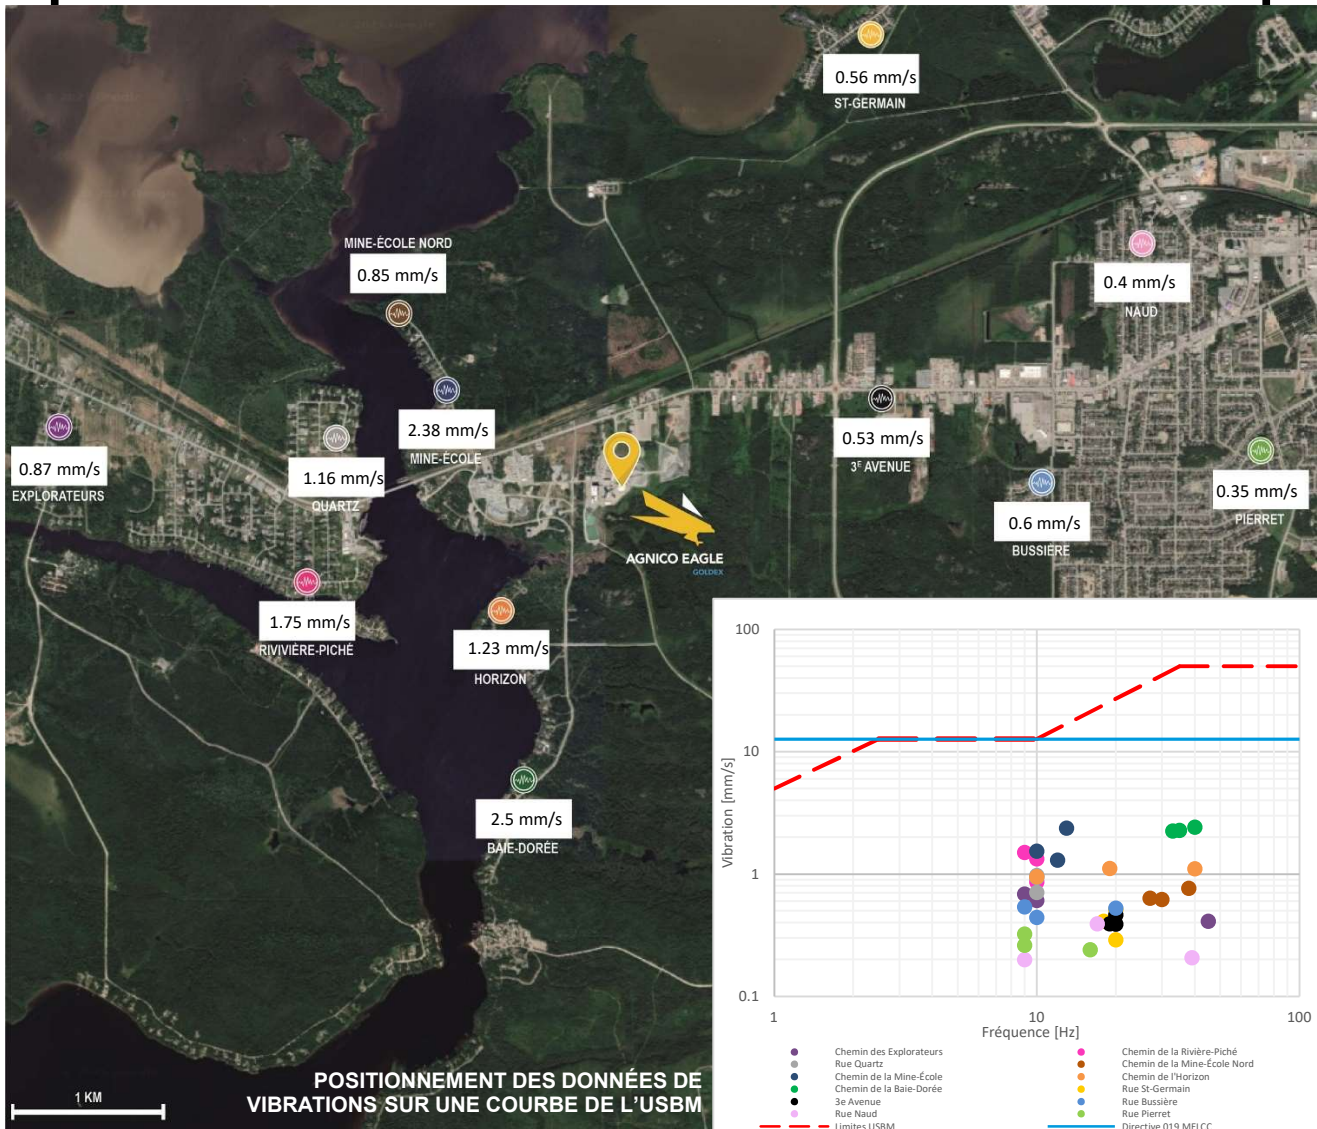 0.56 mm/s
ST-GERMAIN
MINE-ÉCOLE NORD
0.85 mm/s
0.4 mm/s
NAUD
2.38 mm/s
MINE-ÉCOLE
0.87 mm/s
EXPLORATEURS
1.16 mm/s
QUARTZ
0.53 mm/s
3E AVENUE
0.35 mm/s
PIERRET
0.6 mm/s
BUSSIÈRE
AGNICO EAGLE
GOLDEX
1.75 mm/s
RIVIVIÈRE-PICHÉ
1.23 mm/s
HORIZON
2.5 mm/s
BAIE-DORÉE
100
10
1
0.1
Vibration [mm/s]
1
10
100
Fréquence [Hz]
Chemin des Explorateurs
Chemin de la Rivière-Piché
Rue Quartz
Chemin de la Mine-École Nord
Chemin de la Mine-École
Chemin de l'Horizon
Chemin de la Baie-Dorée
Rue St-Germain
3e Avenue
Rue Bussière
Rue Naud
Rue Pierret
Limites USBM
Directive 019 MELCC
POSITIONNEMENT DES DONNÉES DE
VIBRATIONS SUR UNE COURBE DE L'USBM
1 KM